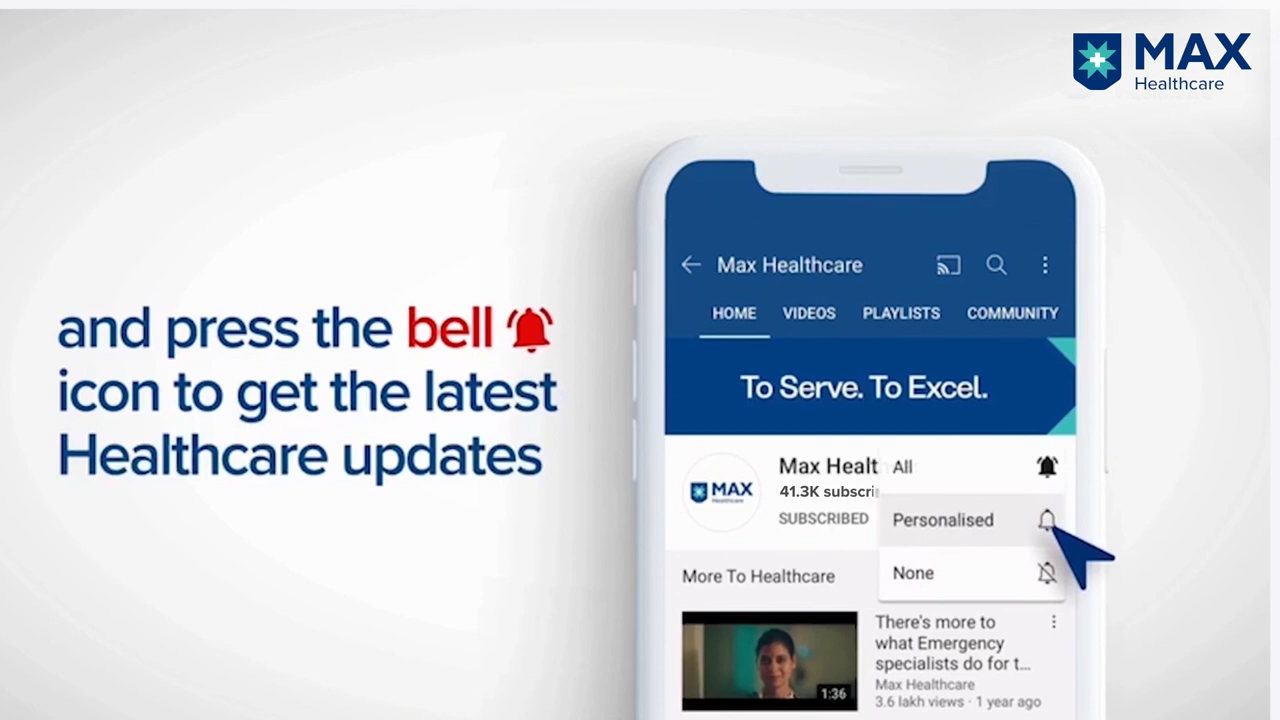 MAX
Healthcare
and press the bell
icon to get the latest
Healthcare updates
Max Healthcare
HOME VIDEOS PLAYLISTS COMMUNITY
To Serve. To Excel.
MAX
Healthcare
Max Healt
41.3K subscri
SUBSCRIBED
All
Personalised
None
More To Healthcare
1:36
There's more to
what Emergency
specialists do for t...
Max Healthcare
3.6 lakh views · 1 year ago